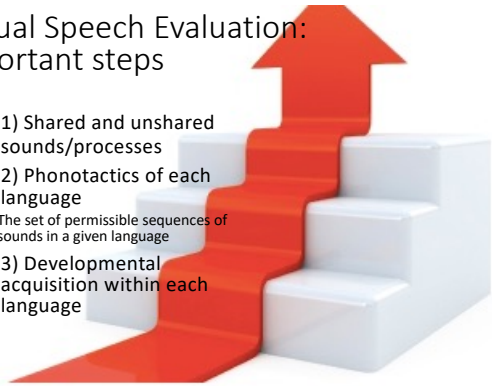 ual Speech Evaluation:
ortant steps
1) Shared and unshared
sounds/processes
2) Phonotactics of each
language
The set of permissible sequences of
sounds in a given language
3) Developmental
acquisition within each
language